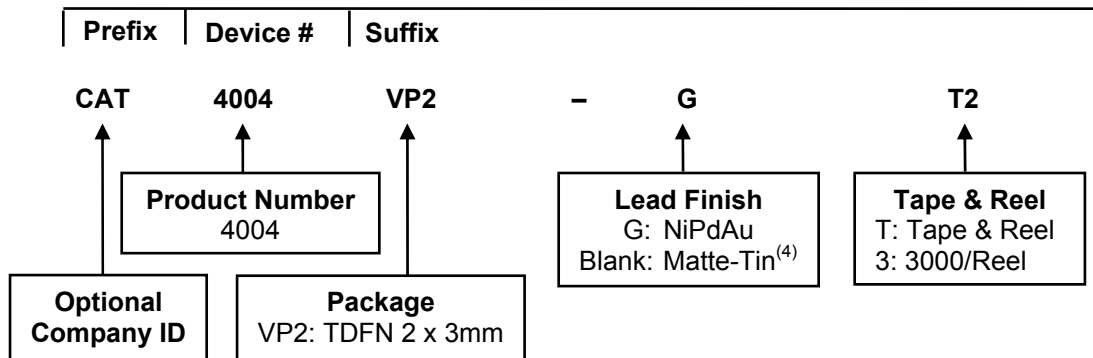 Prefix Device # Suffix
CAT 4004 VP2 – G T2
Product Number
4004
Lead Finish
G: NiPdAu
Blank: Matte-Tin(4)
Tape & Reel
T: Tape & Reel
3: 3000/Reel
Optional
Company ID
Package
VP2: TDFN 2 x 3mm